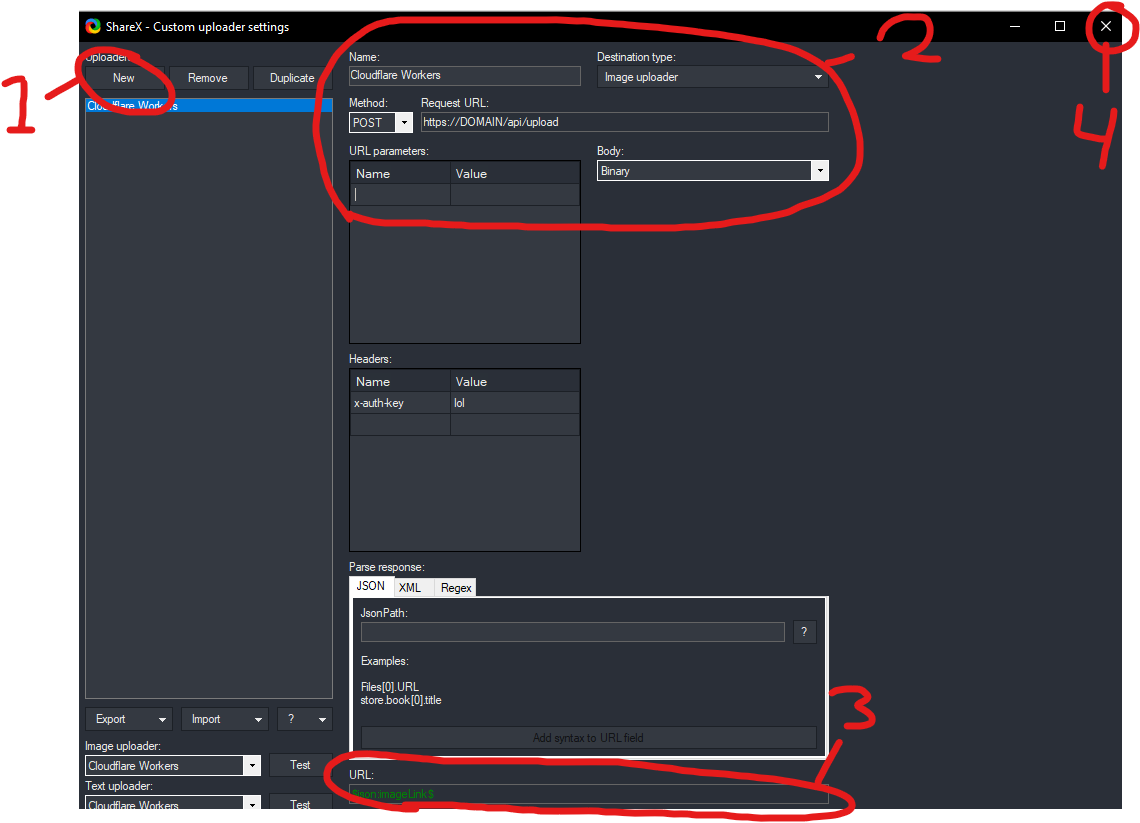 ShareX - Custom uploader settings
2
4
1
Uploaders:
New Remove Duplicate
Cloudflare Workers
Name:
Cloudflare Workers
Destination type:
Image uploader
Method:
POST
Request URL:
https://DOMAIN/api/upload
URL parameters:
Name Value
Body:
Binary
Headers:
Name Value
x-auth-key lol
Parse response:
JSON XML Regex
JsonPath:
?
Examples:
Files[0].URL
store.book[0].title
Add syntax to URL field
3
URL:
$json:imageLink$
Export Import ?
Image uploader:
Cloudflare Workers Test
Text uploader:
Cloudflare Workers Test